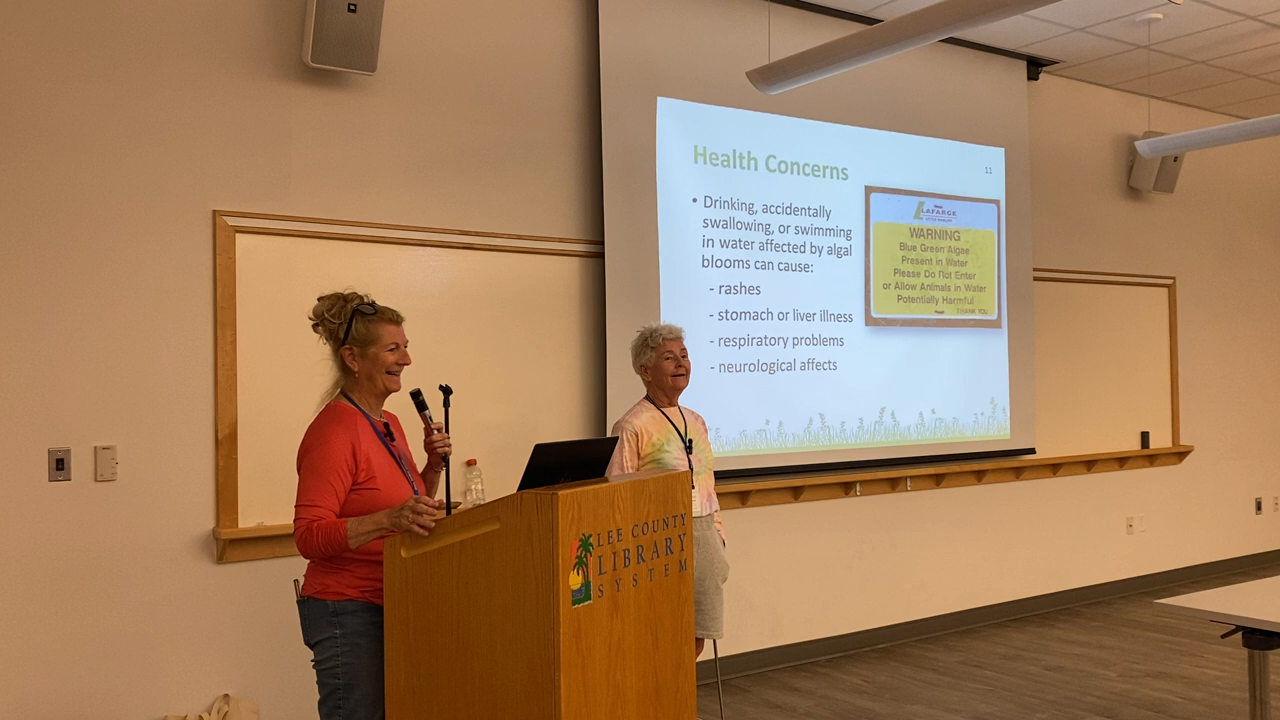 JBL
Health Concerns
11
• Drinking, accidentally
swallowing, or swimming
in water affected by algal
blooms can cause:
- rashes
- stomach or liver illness
- respiratory problems
- neurological affects
LAFARGE
WARNING
Blue Green Algae
Present in Water
Please Do Not Enter
or Allow Animals in Water
Potentially Harmful
THANK YOU
LEE COUNTY
LIBRARY
SYSTEM